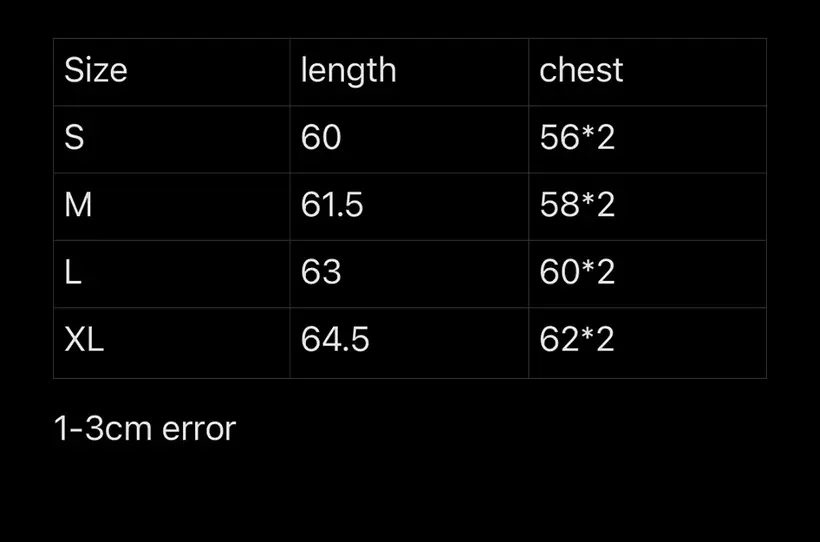 Size length chest
S 60 56*2
M 61.5 58*2
L 63 60*2
XL 64.5 62*2
1-3cm error